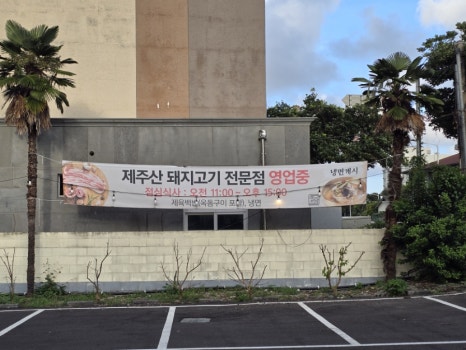 제주산 돼지고기 전문점 영업중
점심식사 : 오전 11:00 ~ 오후 15:00
제육백반(옥돔구이 포함), 냉면
냉면개시